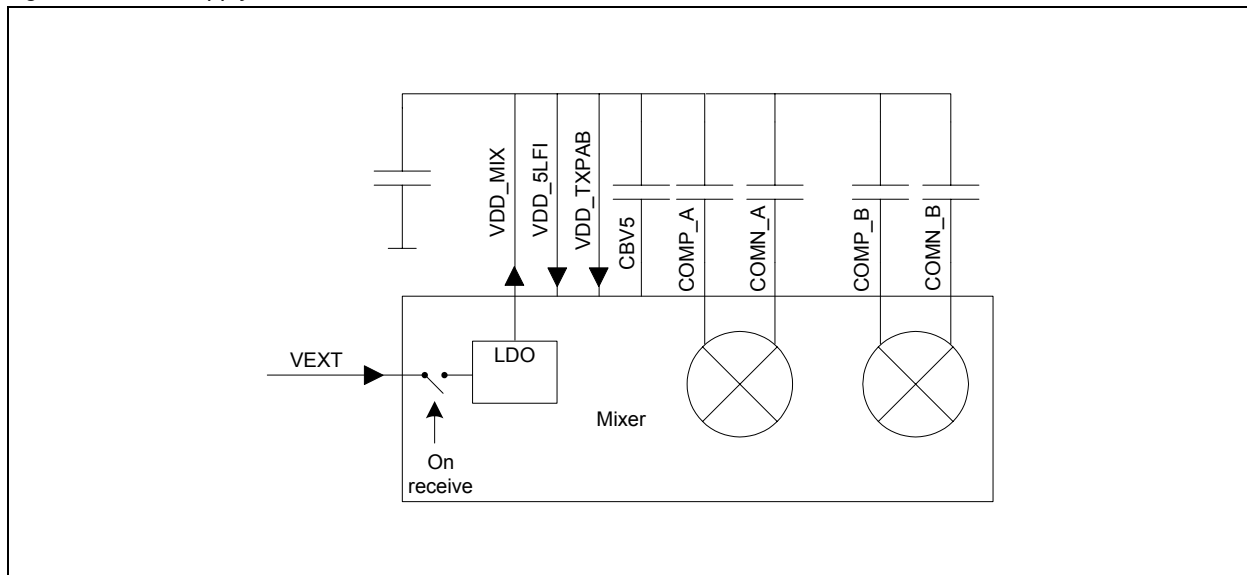 VDD_MIX
VDD_5LFI
VDD_TXPAB
CBV5
COMP_A
COMN_A
COMP_B
COMN_B
VEXT
LDO
Mixer
On
receive